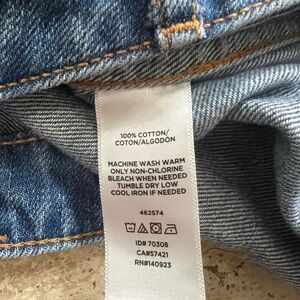 100% COTTON/
COTON/ALGODÓN
MACHINE WASH WARM
ONLY NON-CHLORINE
BLEACH WHEN NEEDED
TUMBLE DRY LOW
COOL IRON IF NEEDED
462574
ID# 70308
CA#57421
RN#140923